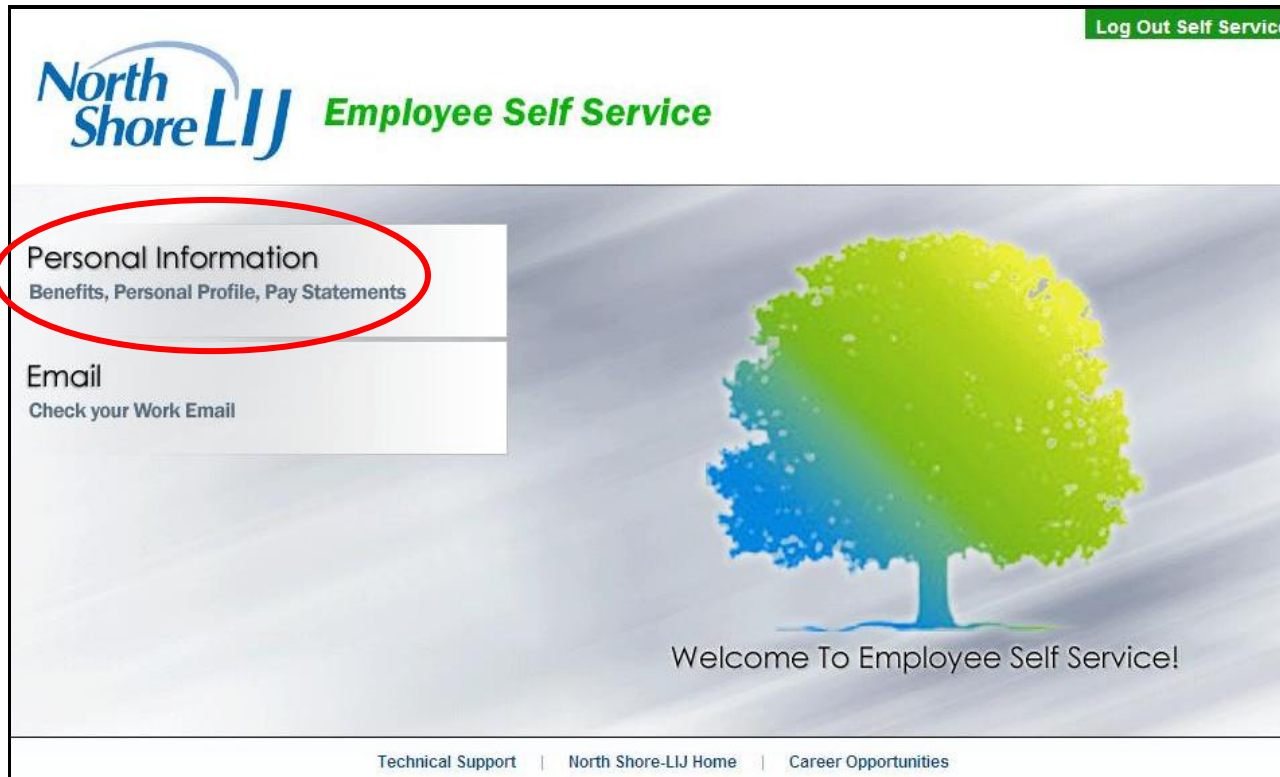 Log Out Self Service
North
Shore LIJ
Employee Self Service
Personal Information
Benefits, Personal Profile, Pay Statements
Email
Check your Work Email
Welcome To Employee Self Service!
Technical Support | North Shore-LIJ Home | Career Opportunities